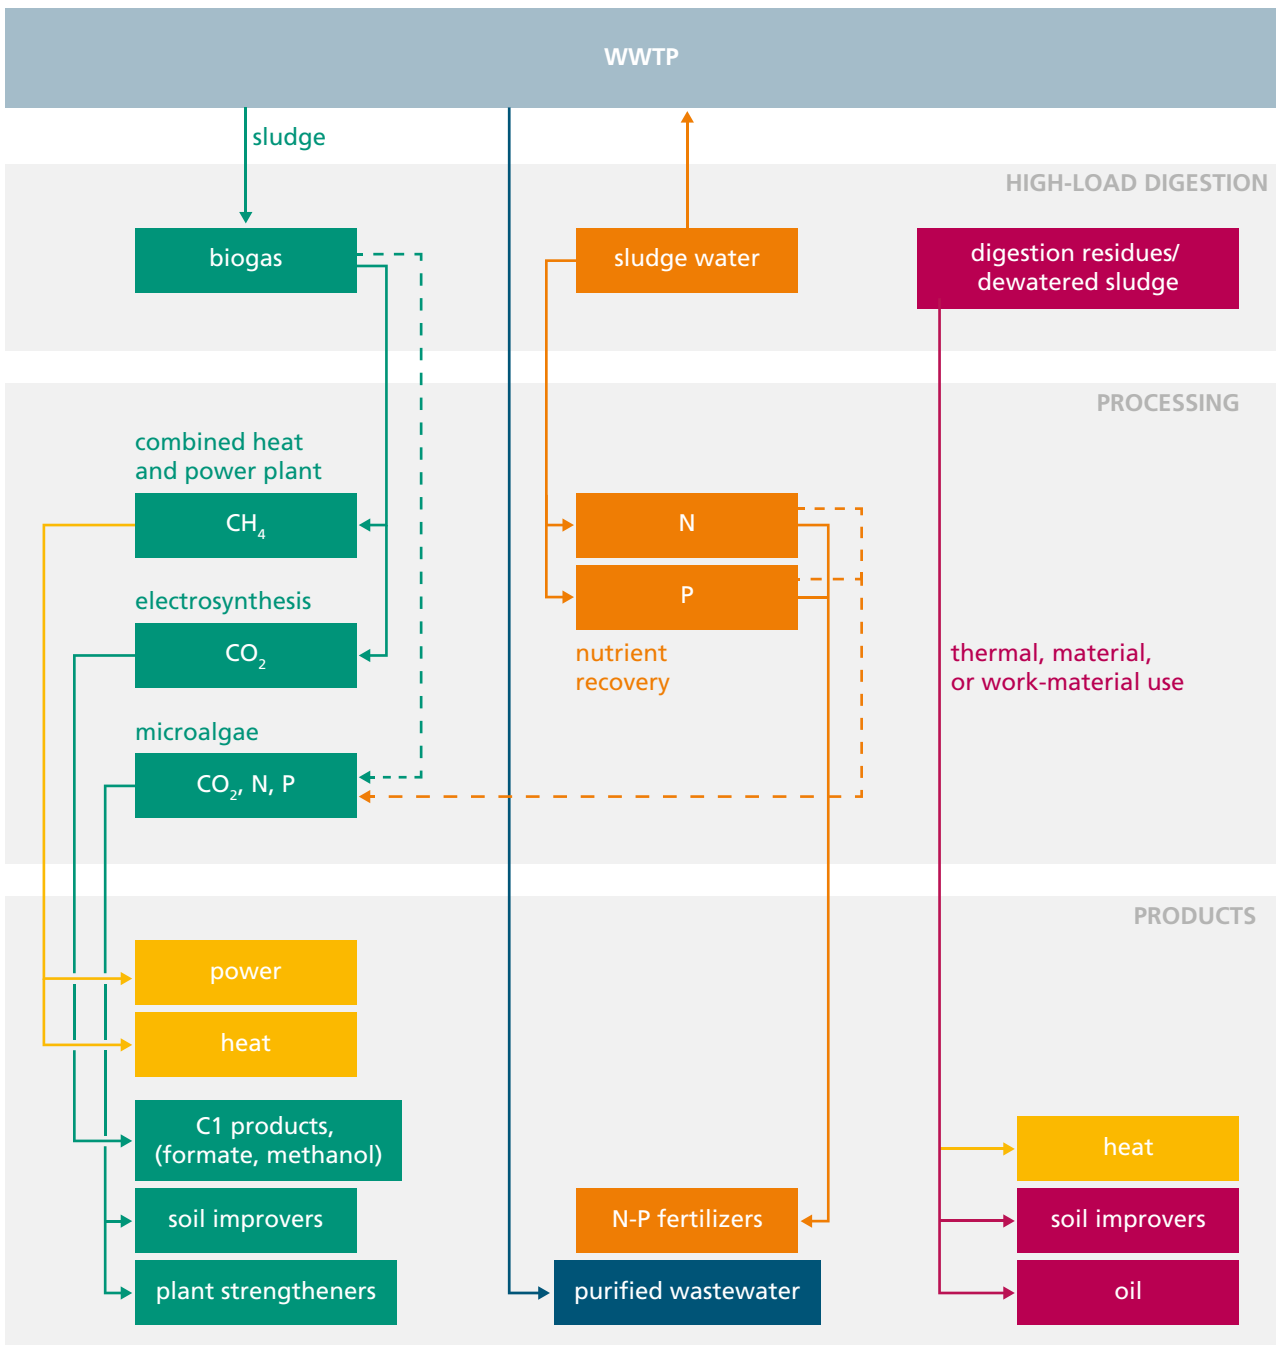 WWTP
sludge
HIGH-LOAD DIGESTION
biogas
sludge water
digestion residues/
dewatered sludge
PROCESSING
combined heat
and power plant
CH₄
N
electrosynthesis
P
CO₂
nutrient
recovery
thermal, material,
or work-material use
microalgae
CO₂, N, P
PRODUCTS
power
heat
C1 products,
(formate, methanol)
heat
soil improvers
N-P fertilizers
soil improvers
plant strengtheners
purified wastewater
oil